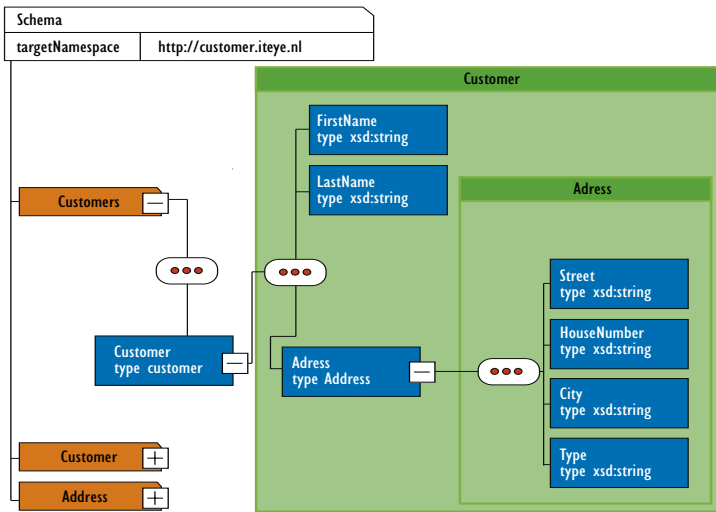 Schema
targetNamespace http://customer.iteye.nl
Customer
FirstName
type xsd:string
LastName
type xsd:string
Adress
Customers
Street
type xsd:string
HouseNumber
type xsd:string
Customer
type customer
Adress
type Address
City
type xsd:string
Type
type xsd:string
Customer
Address